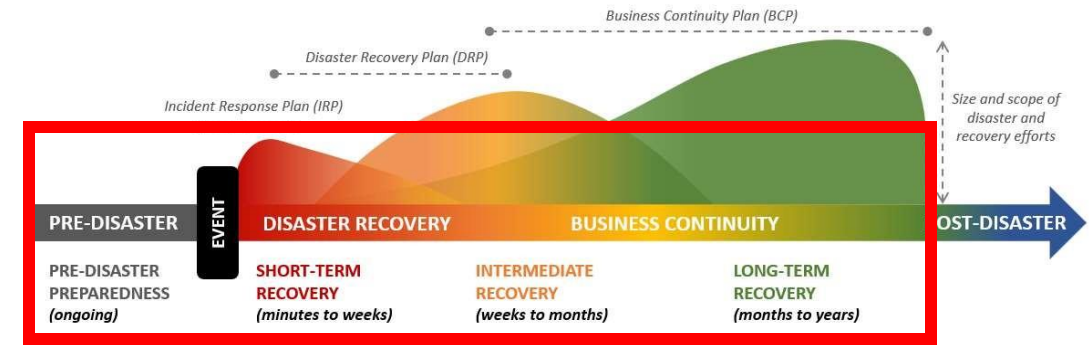 Business Continuity Plan (BCP)
Disaster Recovery Plan (DRP)
Incident Response Plan (IRP)
Size and scope of
disaster and
recovery efforts
PRE-DISASTER
EVENT
DISASTER RECOVERY
BUSINESS CONTINUITY
OST-DISASTER
PRE-DISASTER
PREPAREDNESS
(ongoing)
SHORT-TERM
RECOVERY
(minutes to weeks)
INTERMEDIATE
RECOVERY
(weeks to months)
LONG-TERM
RECOVERY
(months to years)